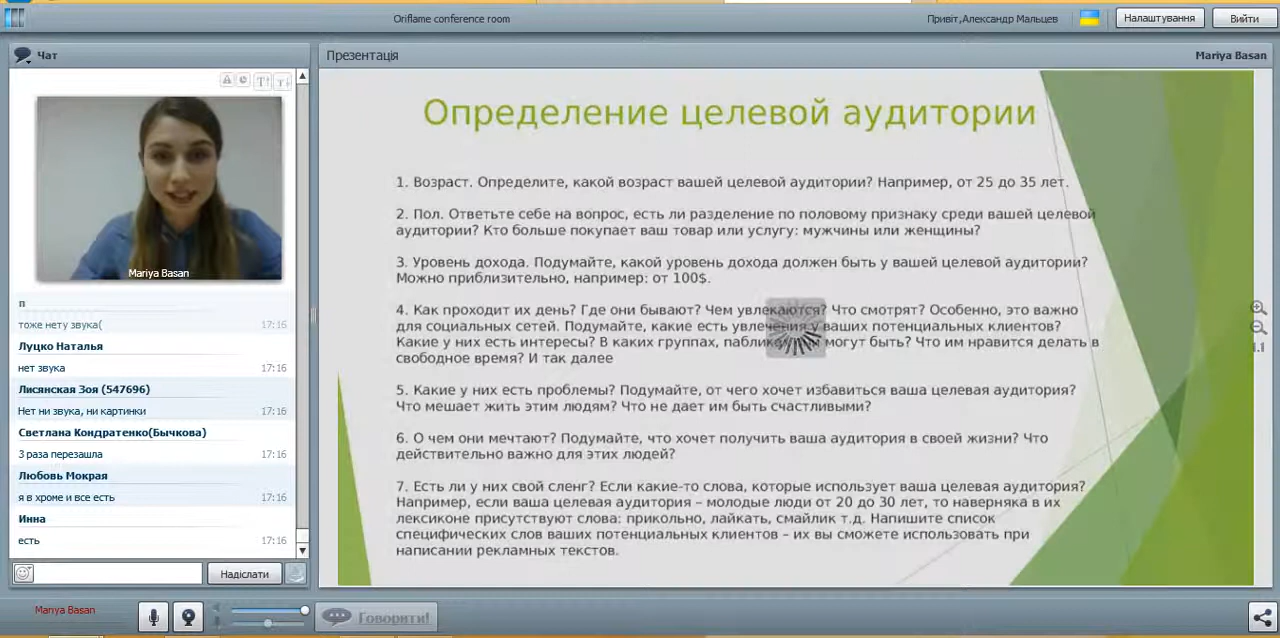 Oriflame conference room
Привіт,Александр Мальцев
Налаштування
Вийти
Чат
Mariya Basan
п
тоже нету звука( 17:16
Луцко Наталья
нет звука 17:16
Лисянская Зоя (547696)
Нет ни звука, ни картинки 17:16
Светлана Кондратенко(Бычкова)
3 раза перезашла 17:16
Любовь Мокрая
я в хроме и все есть 17:16
Инна
есть 17:16
Надіслати
Презентація
Mariya Basan
Определение целевой аудитории
1. Возраст. Определите, какой возраст вашей целевой аудитории? Например, от 25 до 35 лет.
2. Пол. Ответьте себе на вопрос, есть ли разделение по половому признаку среди вашей целевой
аудитории? Кто больше покупает ваш товар или услугу: мужчины или женщины?
3. Уровень дохода. Подумайте, какой уровень дохода должен быть у вашей целевой аудитории?
Можно приблизительно, например: от 100$.
4. Как проходит их день? Где они бывают? Чем увлекаются? Что смотрят? Особенно, это важно
для социальных сетей. Подумайте, какие есть увлечения у ваших потенциальных клиентов?
Какие у них есть интересы? В каких группах, могут быть? Что им нравится делать в
свободное время? И так далее
5. Какие у них есть проблемы? Подумайте, от чего хочет избавиться ваша целевая аудитория?
Что мешает жить этим людям? Что не дает им быть счастливыми?
6. О чем они мечтают? Подумайте, что хочет получить ваша аудитория в своей жизни? Что
действительно важно для этих людей?
7. Есть ли у них свой сленг? Если какие-то слова, которые использует ваша целевая аудитория?
Например, если ваша целевая аудитория – молодые люди от 20 до 30 лет, то наверняка в их
лексиконе присутствуют слова: прикольно, лайкать, смайлик т.д. Напишите список
специфических слов ваших потенциальных клиентов – их вы сможете использовать при
написании рекламных текстов.
1:1
Mariya Basan
Говорити!